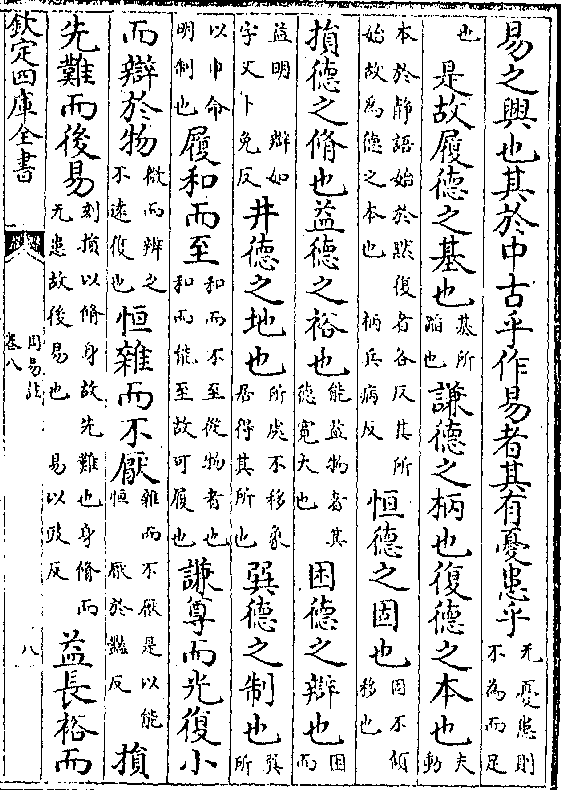 易之興也其於中古乎作易者其有憂患乎无憂患則不為而足
也 是故履德之基也基所蹈也謙德之柄也復德之本也夫動
本於静語始於黙復者各反其所始故為德之本也 柄兵病反恒德之固也固不傾移也
損德之脩也益德之裕也能益物者其德寛大也困德之辯也困而
益明 辯如字又卜免反井德之地也所處不移象居得其所也巽德之制也巽所
以申命明制也履和而至和而不至從物者也和而能至故可履也謙尊而光復小
而辯於物微而辨之不遠復也恒雜而不厭雜而不厭是以能恒 厭於豔反損
先難而後易刻損以脩身故先難也身脩而无患故後易也 易以豉反益長裕而
欽定四庫全書 周易註 卷八 八